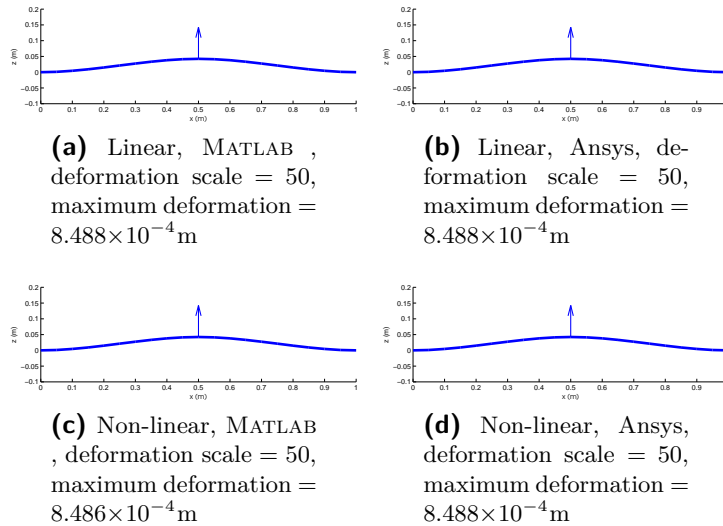 0.2
0.15
0.1
0.05
0
−0.05
−0.1
z (m)
0 0.1 0.2 0.3 0.4 0.5 0.6 0.7 0.8 0.9 1
x (m)
(a) Linear, MATLAB ,
deformation scale = 50,
maximum deformation =
8.488×10⁻⁴m
0.2
0.15
0.1
0.05
0
−0.05
−0.1
z (m)
0 0.1 0.2 0.3 0.4 0.5 0.6 0.7 0.8 0.9
x (m)
(b) Linear, Ansys, de-
formation scale = 50,
maximum deformation =
8.488×10⁻⁴m
0.2
0.15
0.1
0.05
0
−0.05
−0.1
z (m)
0 0.1 0.2 0.3 0.4 0.5 0.6 0.7 0.8 0.9 1
x (m)
(c) Non-linear, MATLAB
, deformation scale = 50,
maximum deformation =
8.486×10⁻⁴m
0.2
0.15
0.1
0.05
0
−0.05
−0.1
z (m)
0 0.1 0.2 0.3 0.4 0.5 0.6 0.7 0.8 0.9
x (m)
(d) Non-linear, Ansys,
deformation scale = 50,
maximum deformation =
8.488×10⁻⁴m